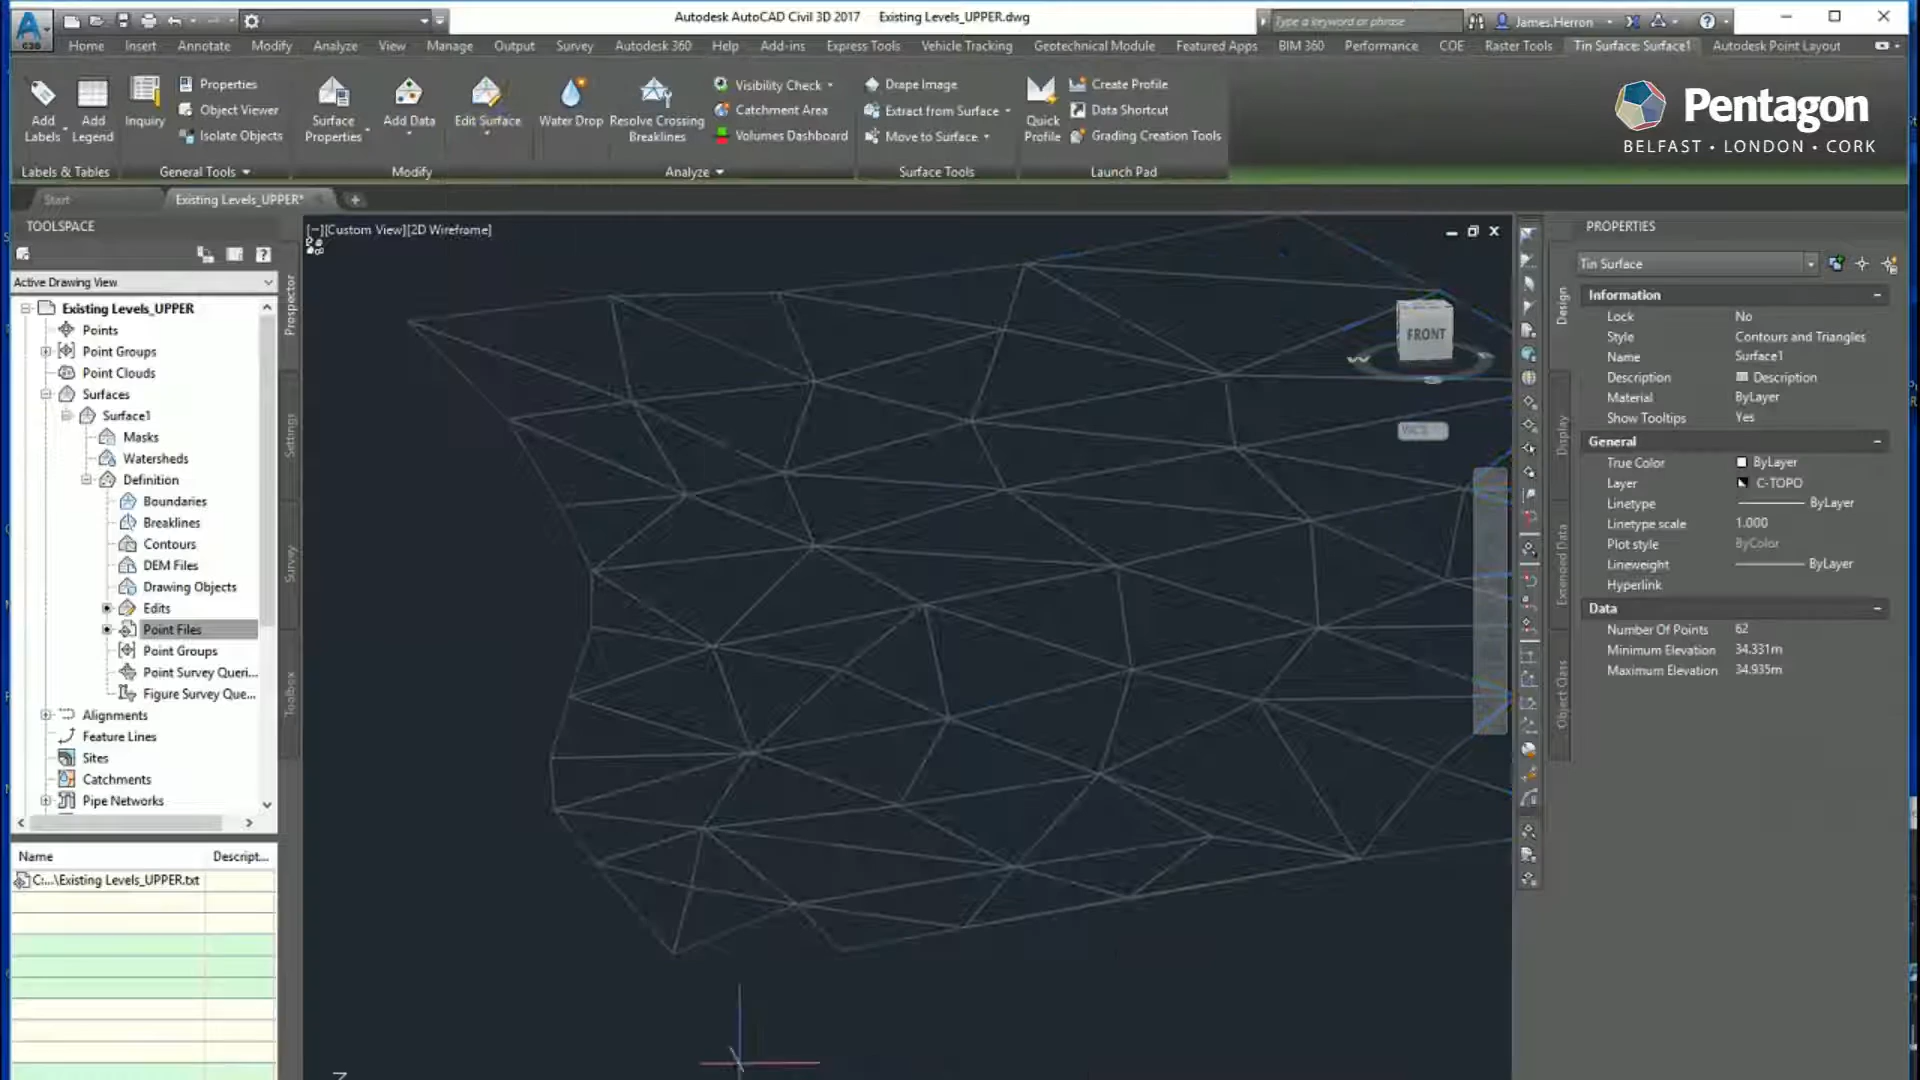 Autodesk AutoCAD Civil 3D 2017 Existing Levels_UPPER.dwg
Type a keyword or phrase
James.Herron
C3D
Home Insert Annotate Modify Analyze View Manage Output Survey Autodesk 360 Help Add-ins Express Tools Vehicle Tracking Geotechnical Module Featured Apps BIM 360 Performance COE Raster Tools Tin Surface: Surface1 Autodesk Point Layout
Add Labels
Add Legend
Inquiry
Properties
Object Viewer
Isolate Objects
Surface Properties
Add Data
Edit Surface
Water Drop
Resolve Crossing Breaklines
Visibility Check
Catchment Area
Volumes Dashboard
Drape Image
Extract from Surface
Move to Surface
Quick Profile
Create Profile
Data Shortcut
Grading Creation Tools
Labels & Tables General Tools Modify Analyze Surface Tools Launch Pad
Pentagon
BELFAST • LONDON • CORK
Start Existing Levels_UPPER*
TOOLSPACE
Active Drawing View
Existing Levels_UPPER
Points
Point Groups
Point Clouds
Surfaces
Surface1
Masks
Watersheds
Definition
Boundaries
Breaklines
Contours
DEM Files
Drawing Objects
Edits
Point Files
Point Groups
Point Survey Queri...
Figure Survey Que...
Alignments
Feature Lines
Sites
Catchments
Pipe Networks
Prospector
Settings
Survey
Toolbox
Name Descript...
C:...\Existing Levels_UPPER.txt
[−][Custom View][2D Wireframe]
FRONT
W
WCS
Z
PROPERTIES
Tin Surface
Design
Display
Extended Data
Object Class
Information
Lock No
Style Contours and Triangles
Name Surface1
Description Description
Material ByLayer
Show Tooltips Yes
General
True Color ByLayer
Layer C-TOPO
Linetype ByLayer
Linetype scale 1.000
Plot style ByColor
Lineweight ByLayer
Hyperlink
Data
Number Of Points 62
Minimum Elevation 34.331m
Maximum Elevation 34.935m